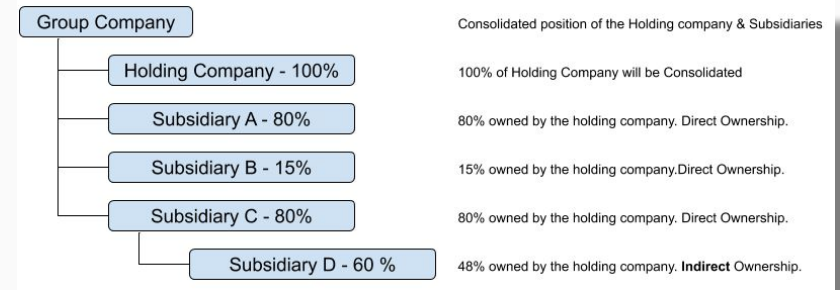 Group Company
Consolidated position of the Holding company & Subsidiaries
Holding Company - 100%
100% of Holding Company will be Consolidated
Subsidiary A - 80%
80% owned by the holding company. Direct Ownership.
Subsidiary B - 15%
15% owned by the holding company.Direct Ownership.
Subsidiary C - 80%
80% owned by the holding company. Direct Ownership.
Subsidiary D - 60 %
48% owned by the holding company. Indirect Ownership.